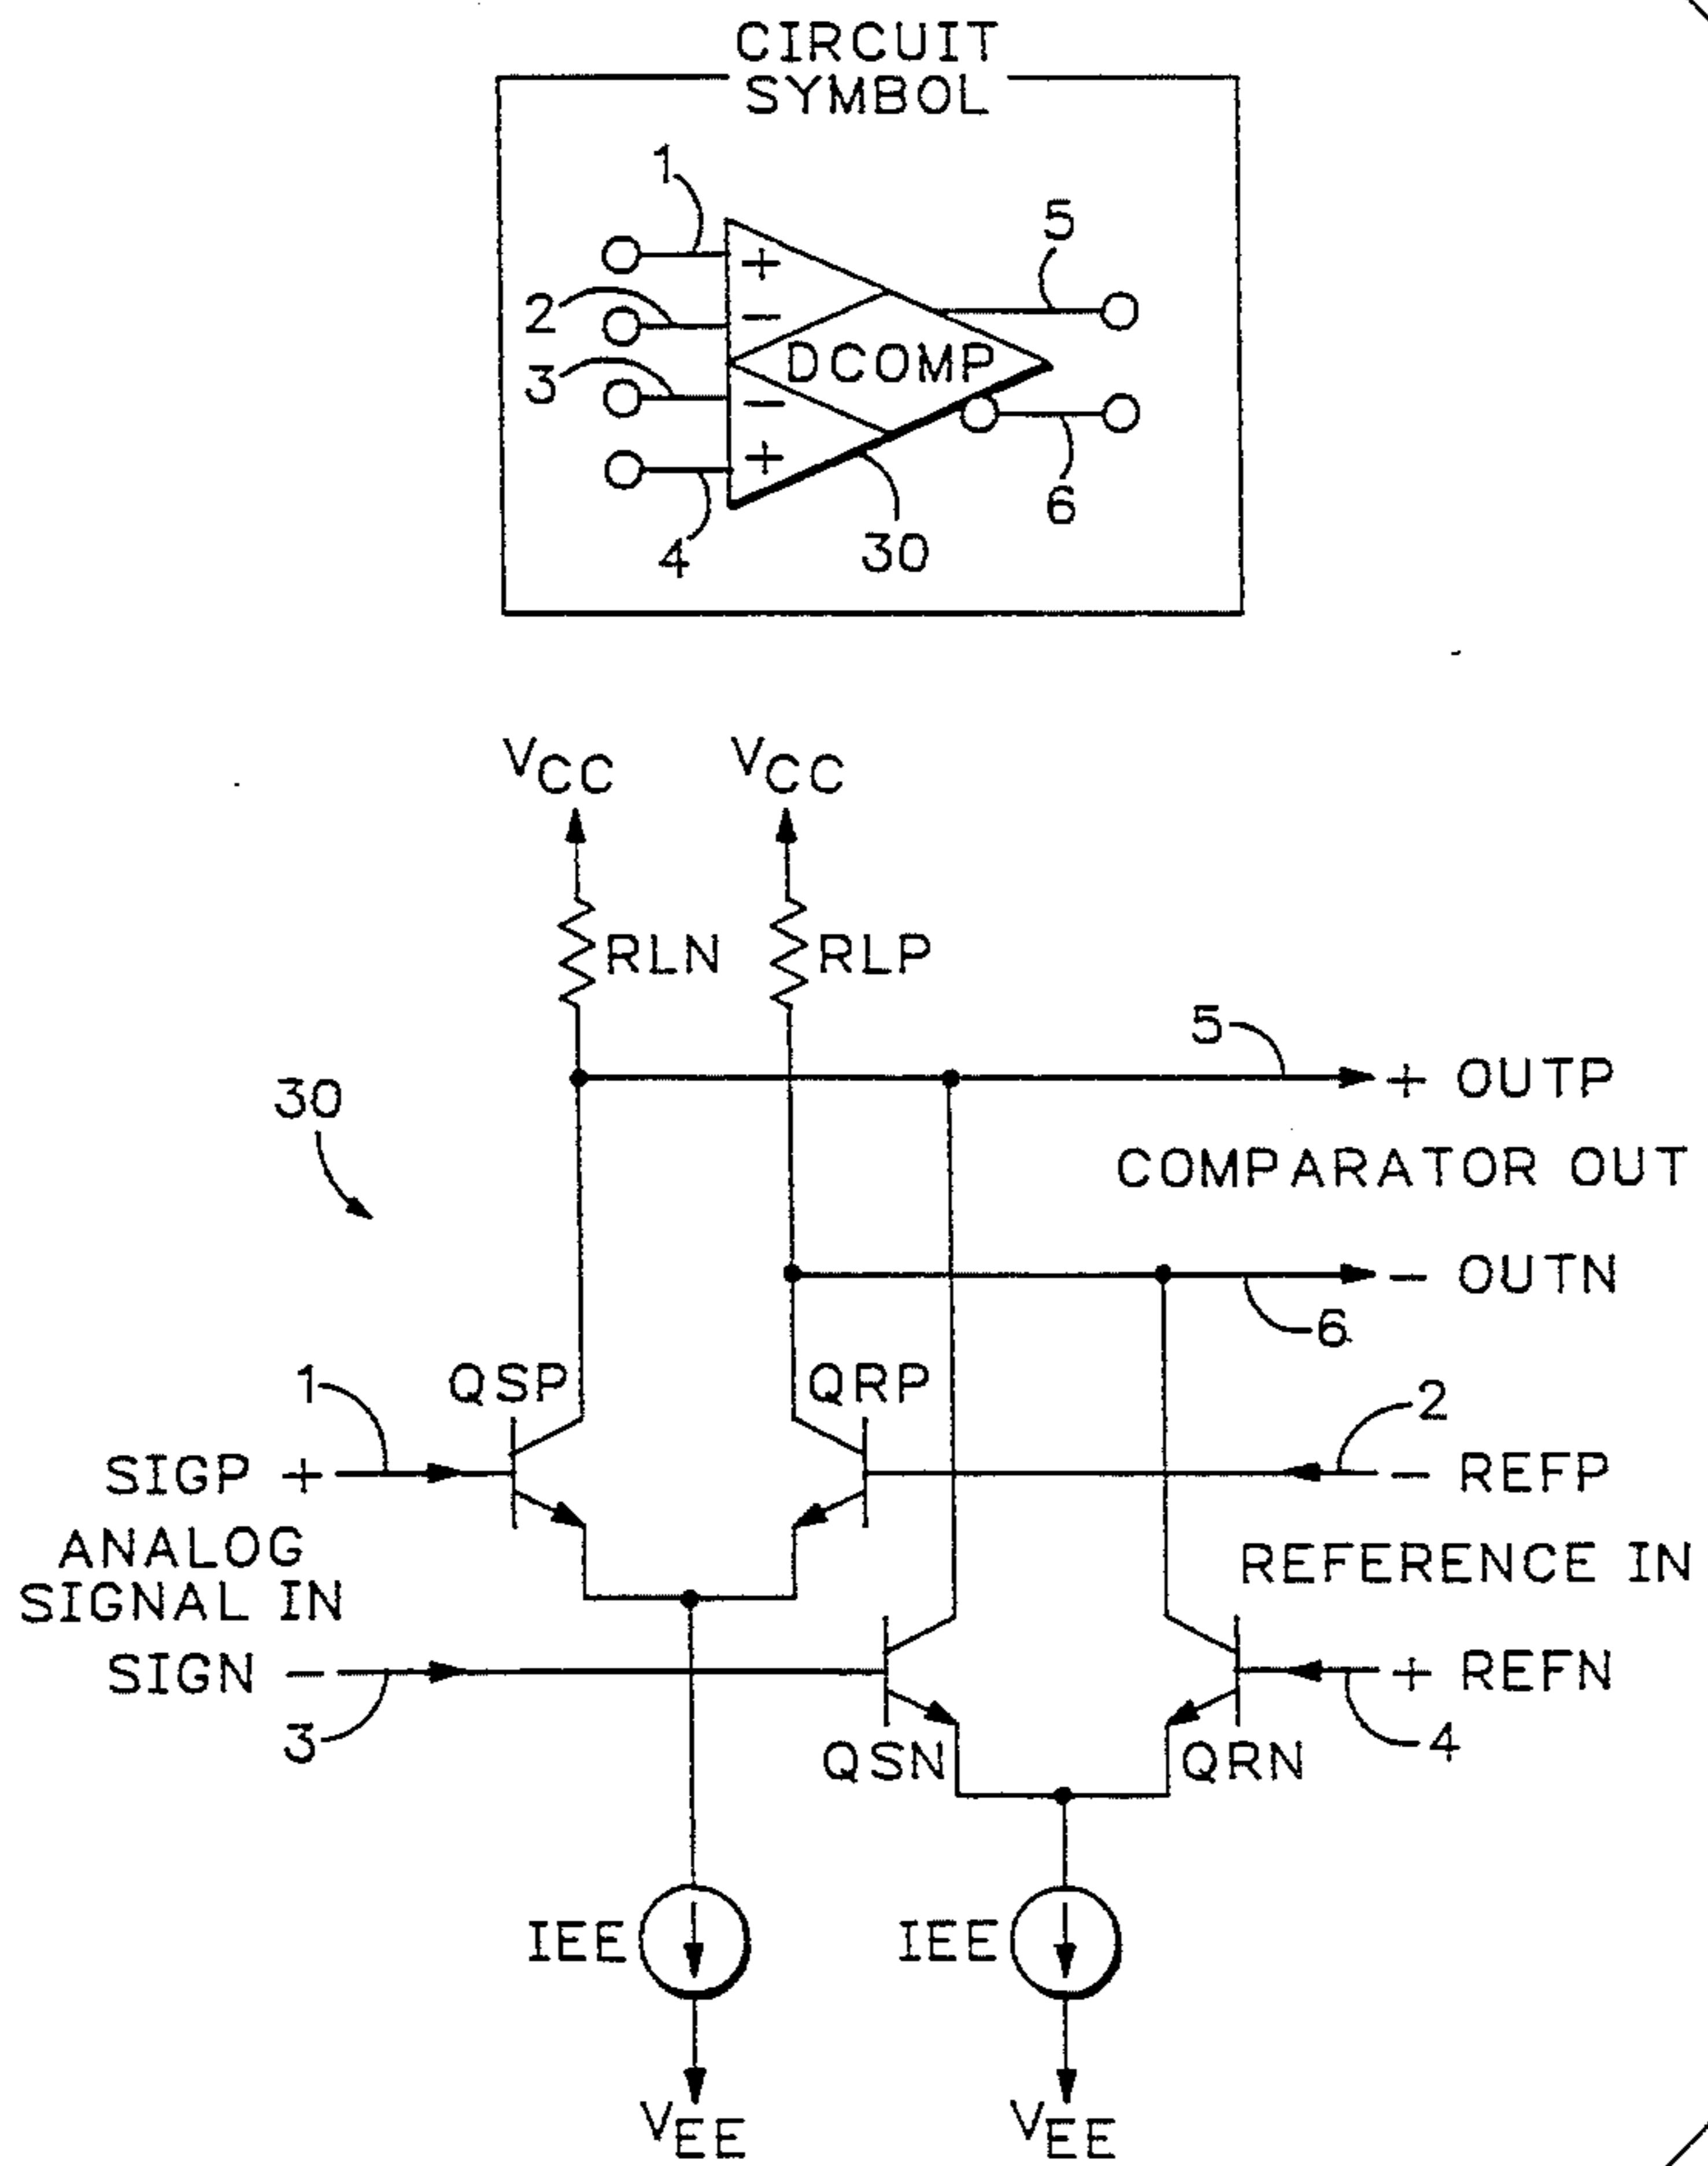 CIRCUIT
SYMBOL
1
2
3
4
+
-
-
+
DCOMP
5
6
30
VCC VCC
RLN RLP
30
5
+ OUTP
COMPARATOR OUT
- OUTN
6
1
QSP QRP
2
SIGP + - REFP
ANALOG
SIGNAL IN
REFERENCE IN
SIGN - + REFN
3
QSN QRN
4
IEE IEE
VEE VEE